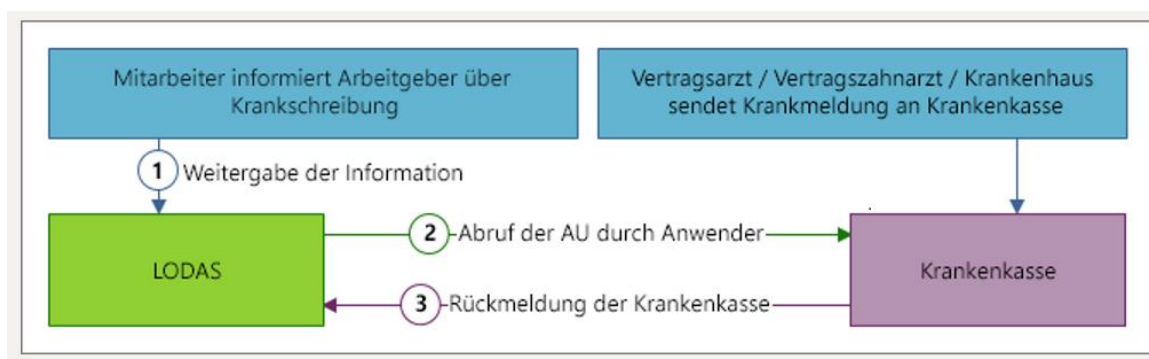 Mitarbeiter informiert Arbeitgeber über
Krankschreibung
Vertragsarzt / Vertragszahnarzt / Krankenhaus
sendet Krankmeldung an Krankenkasse
1 Weitergabe der Information
2 Abruf der AU durch Anwender
LODAS
Krankenkasse
3 Rückmeldung der Krankenkasse